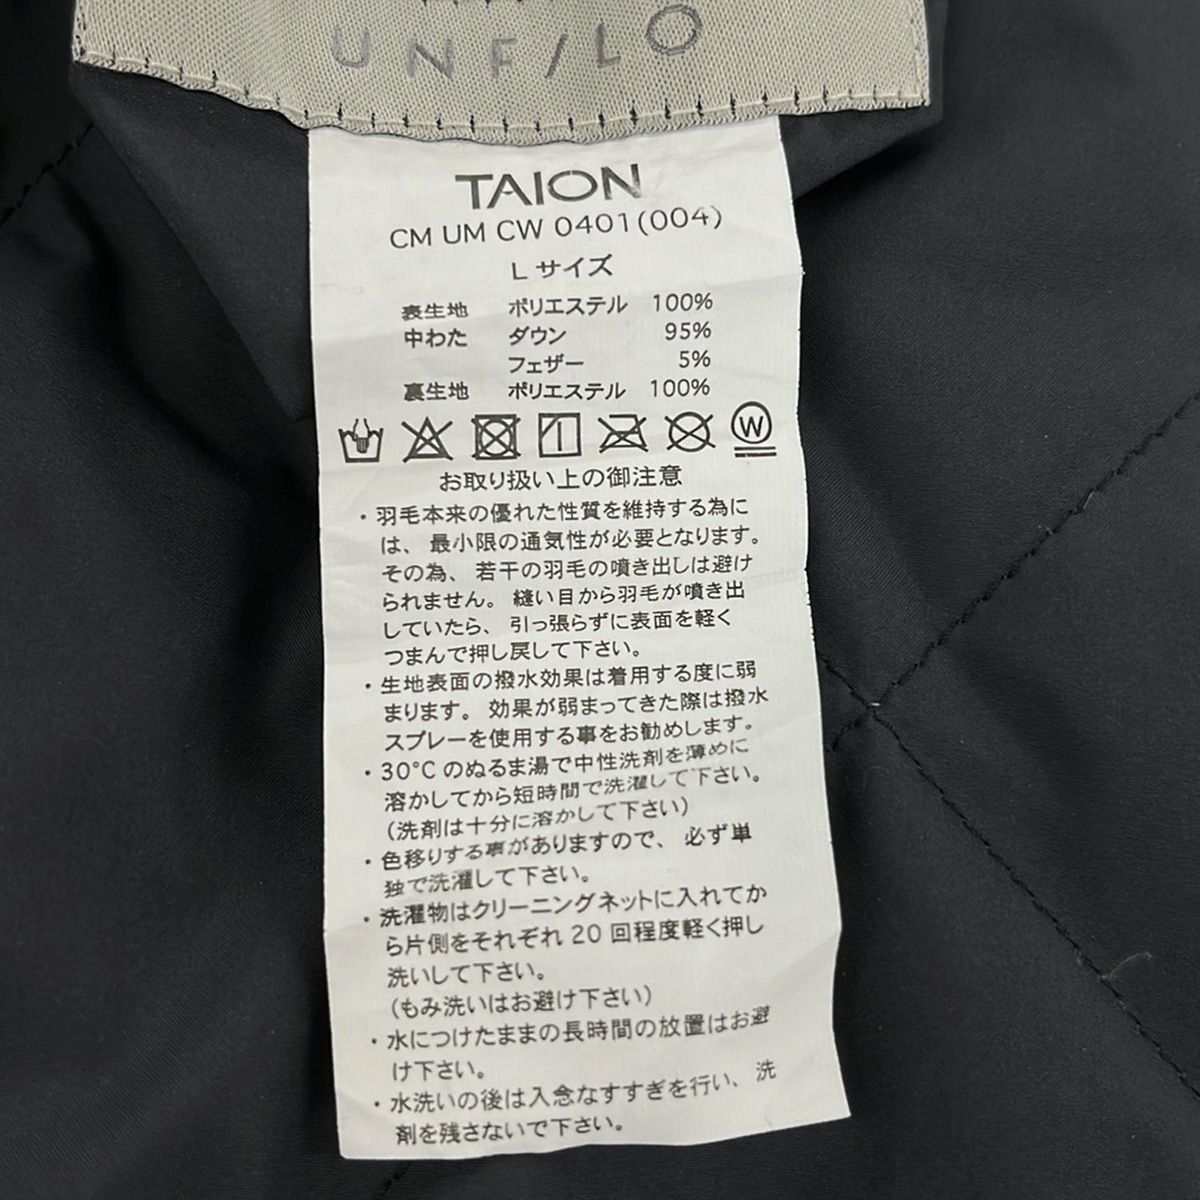 UNF/LO
TAION
CM UM CW 0401(004)
L サイズ
表生地 ポリエステル 100%
中わた ダウン 95%
フェザー 5%
裏生地 ポリエステル 100%
W
お取り扱い上の御注意
・羽毛本来の優れた性質を維持する為に
は、最小限の通気性が必要となります。
その為、若干の羽毛の噴き出しは避け
られません。縫い目から羽毛が噴き出
していたら、引っ張らずに表面を軽く
つまんで押し戻して下さい。
・生地表面の撥水効果は着用する度に弱
まります。効果が弱まってきた際は撥水
スプレーを使用する事をお勧めします。
・30℃のぬるま湯で中性洗剤を薄めに
溶かしてから短時間で洗濯して下さい。
(洗剤は十分に溶かして下さい)
・色移りする事がありますので、必ず単
独で洗濯して下さい。
・洗濯物はクリーニングネットに入れてか
ら片側をそれぞれ20回程度軽く押し
洗いして下さい。
(もみ洗いはお避け下さい)
・水につけたままの長時間の放置はお避
け下さい。
・水洗いの後は入念なすすぎを行い、洗
剤を残さないで下さい。